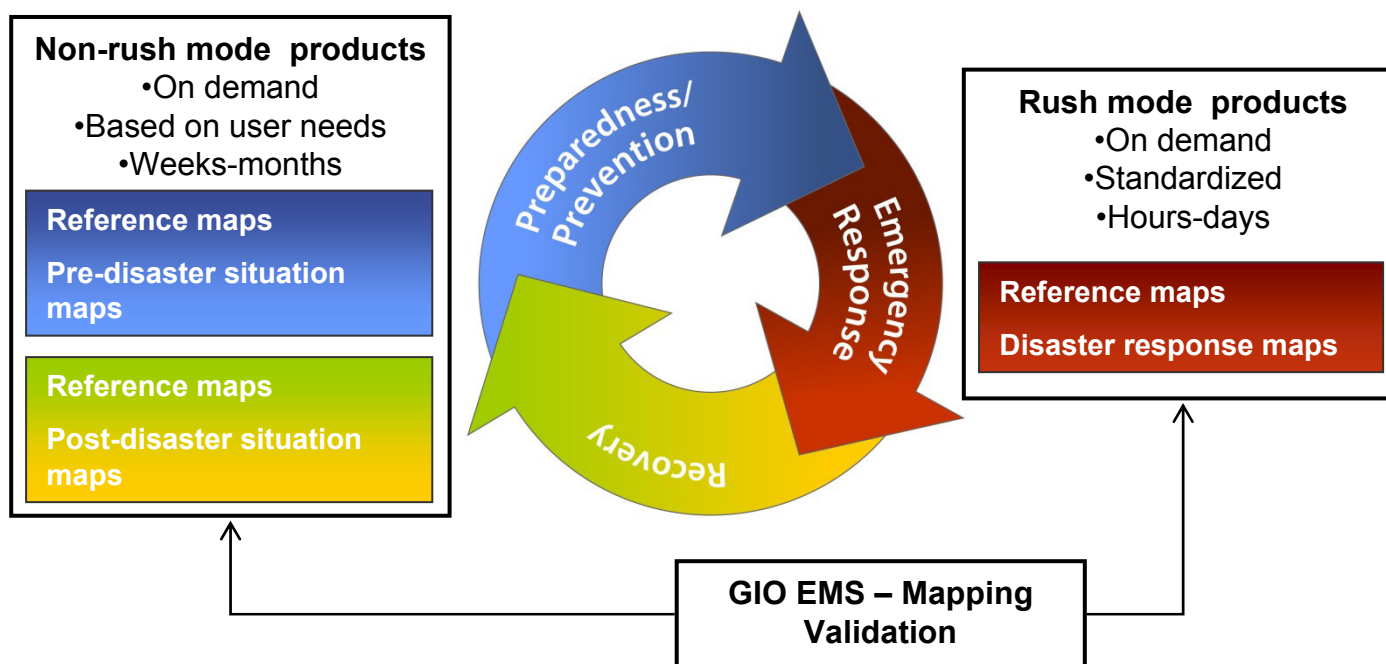 Non-rush mode  products
•On demand
•Based on user needs
•Weeks-months
Reference maps
Pre-disaster situation
maps
Reference maps
Post-disaster situation
maps
Preparedness/
Prevention
Emergency
Response
Recovery
Rush mode  products
•On demand
•Standardized
•Hours-days
Reference maps
Disaster response maps
GIO EMS – Mapping
Validation